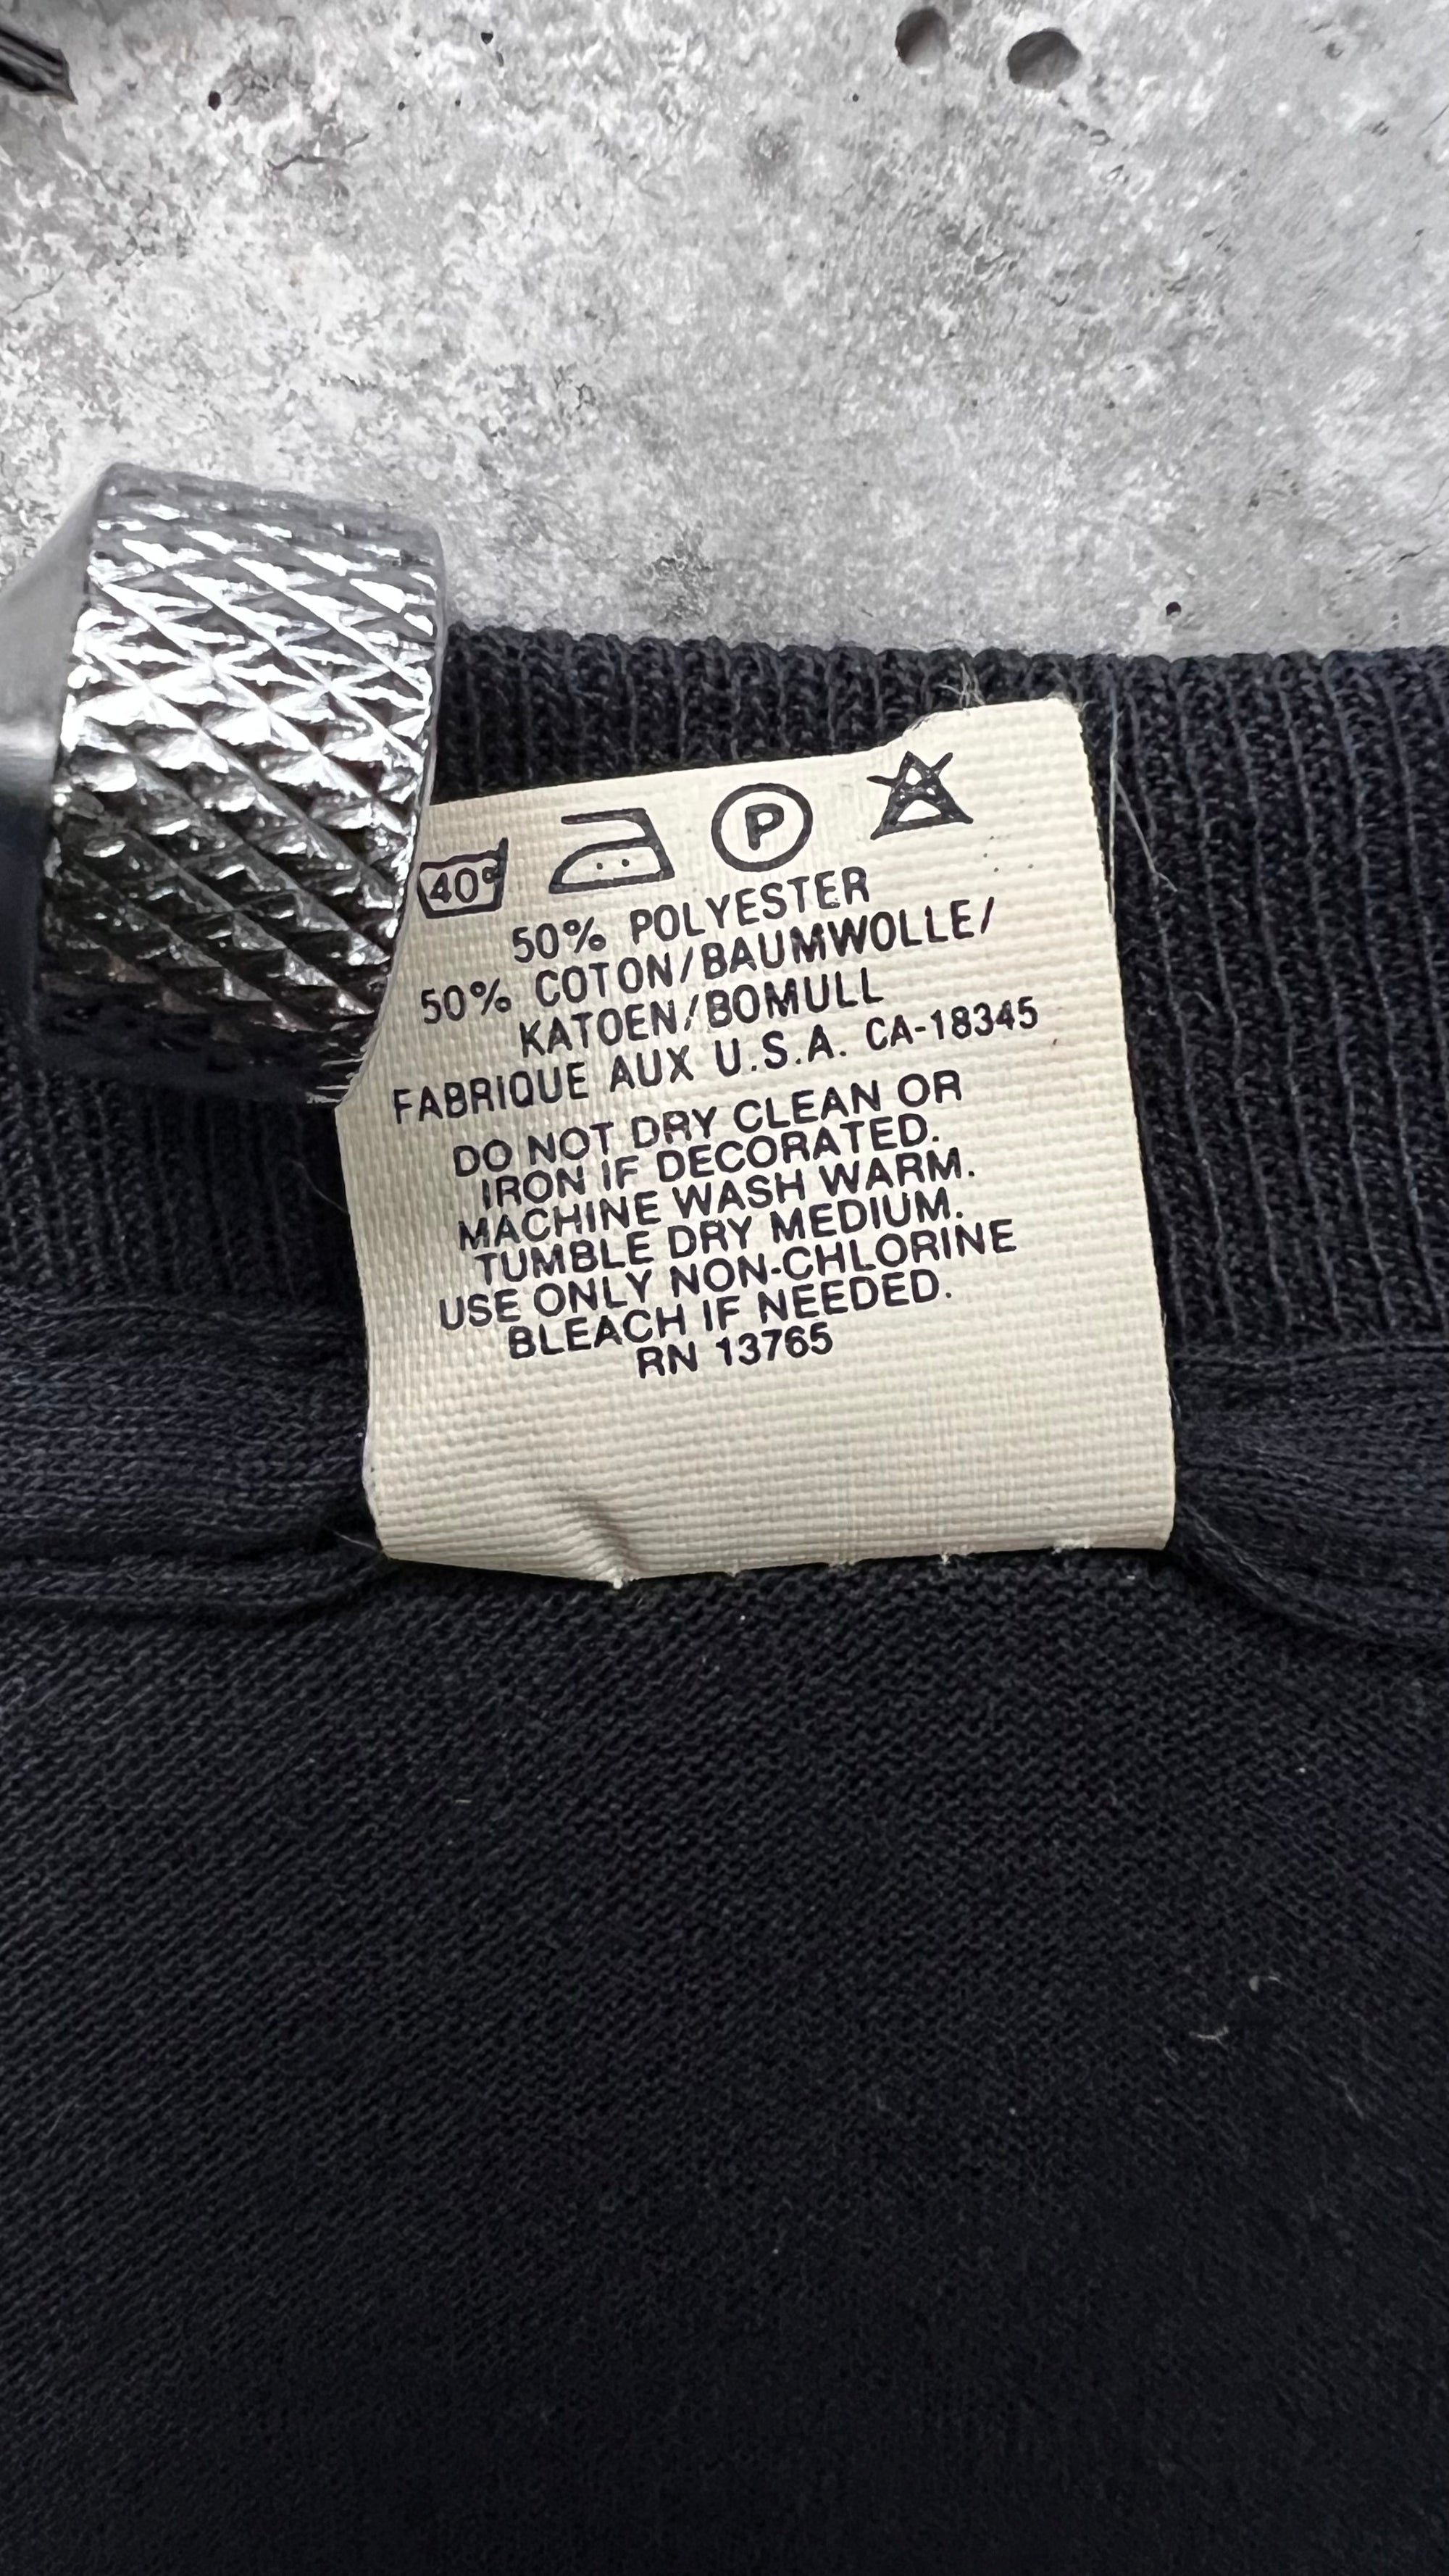 40° P
50% POLYESTER
50% COTON/BAUMWOLLE/
KATOEN/BOMULL
FABRIQUE AUX U.S.A. CA-18345
DO NOT DRY CLEAN OR
IRON IF DECORATED.
MACHINE WASH WARM.
TUMBLE DRY MEDIUM.
USE ONLY NON-CHLORINE
BLEACH IF NEEDED.
RN 13765